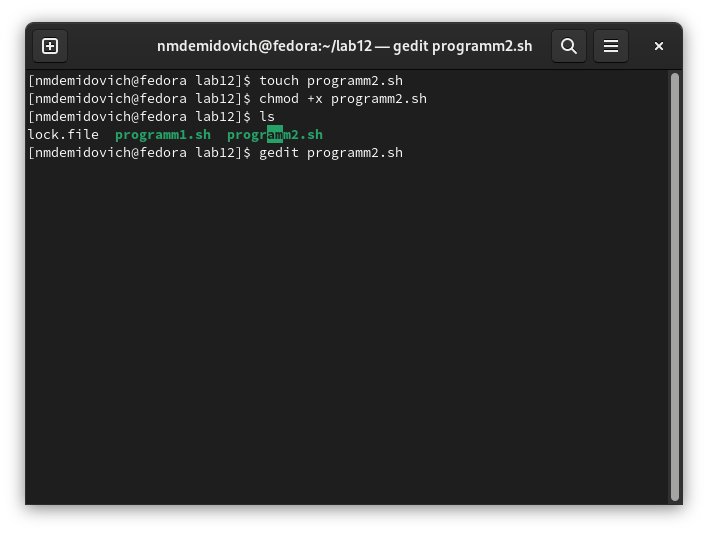 nmdemidovich@fedora:~/lab12 — gedit programm2.sh
[nmdemidovich@fedora lab12]$ touch programm2.sh
[nmdemidovich@fedora lab12]$ chmod +x programm2.sh
[nmdemidovich@fedora lab12]$ ls
lock.file  programm1.sh  programm2.sh
[nmdemidovich@fedora lab12]$ gedit programm2.sh